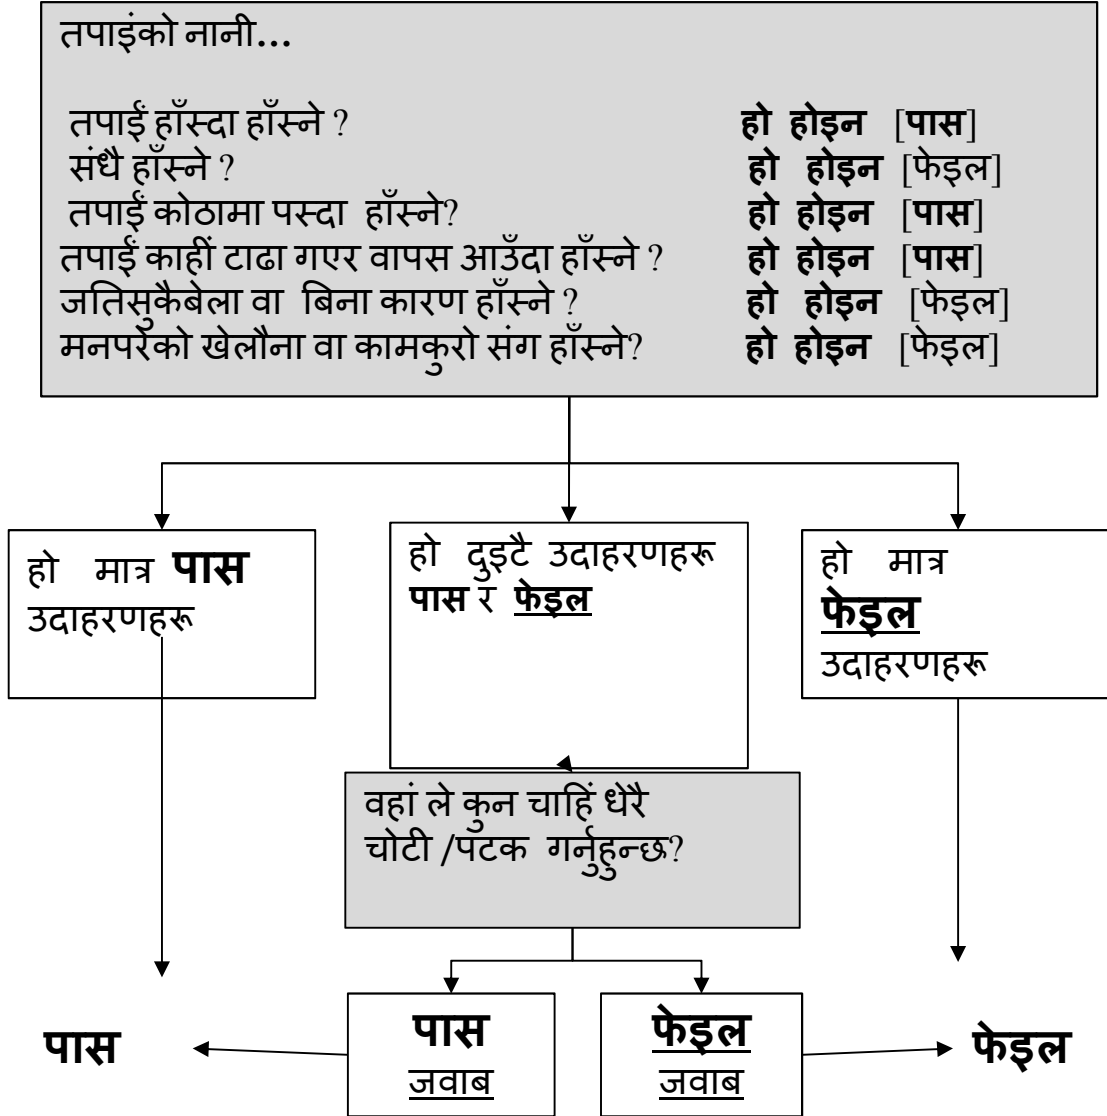 तपाइंको नानी...
तपाईं हाँस्दा हाँस्ने ? हो होइन [पास]
संधै हाँस्ने ? हो होइन [फेइल]
तपाईं कोठामा पस्दा हाँस्ने? हो होइन [पास]
तपाईं काहीं टाढा गएर वापस आउँदा हाँस्ने ? हो होइन [पास]
जतिसुकैबेला वा बिना कारण हाँस्ने ? हो होइन [फेइल]
मनपरेको खेलौना वा कामकुरो संग हाँस्ने? हो होइन [फेइल]
हो मात्र पास
उदाहरणहरू
हो दुइटै उदाहरणहरू
पास र फेइल
हो मात्र
फेइल
उदाहरणहरू
वहां ले कुन चाहिं धेरै
चोटी /पटक गर्नुहुन्छ?
पास
पास
जवाब
फेइल
जवाब
फेइल